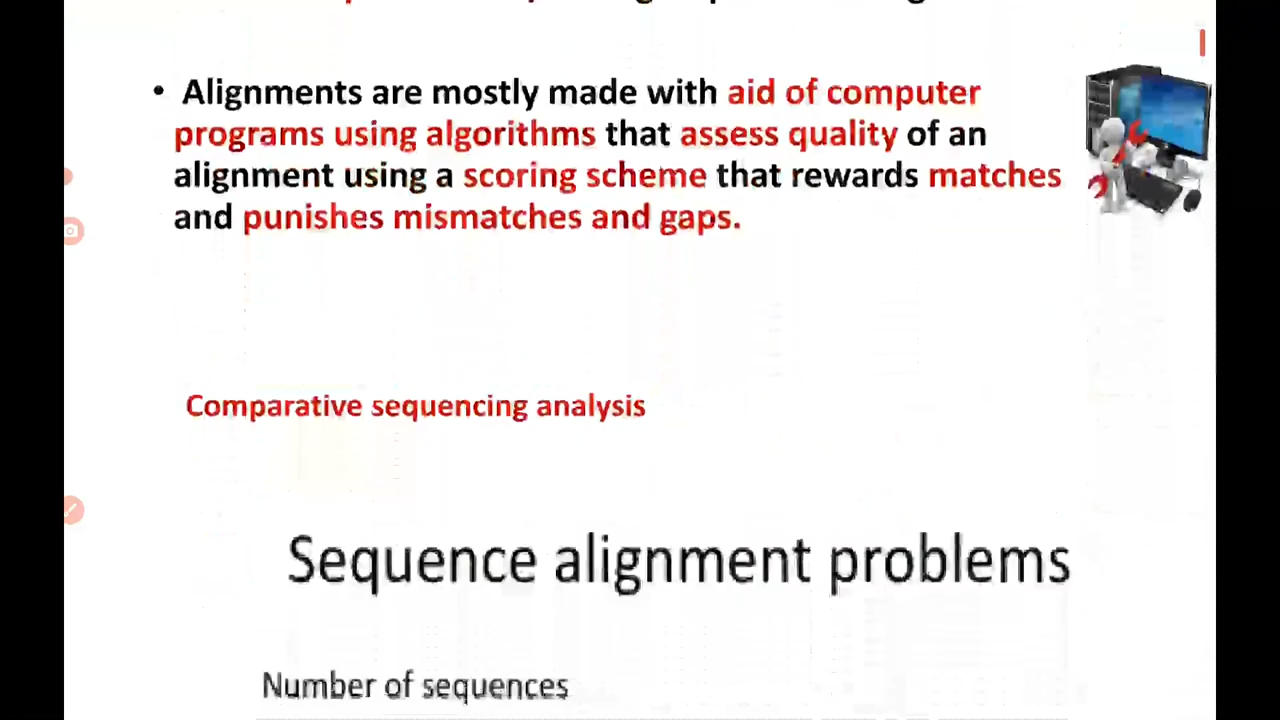 • Alignments are mostly made with aid of computer
programs using algorithms that assess quality of an
alignment using a scoring scheme that rewards matches
and punishes mismatches and gaps.
Comparative sequencing analysis
Sequence alignment problems
Number of sequences